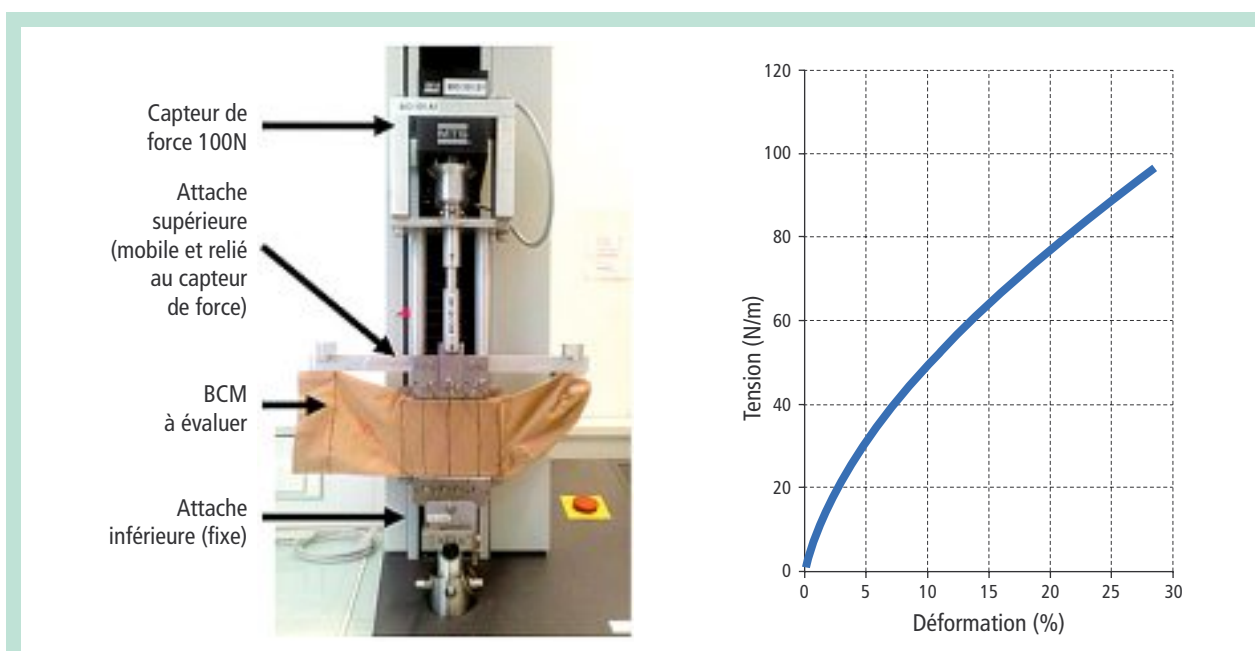 Capteur de
force 100N
Attache
supérieure
(mobile et relié
au capteur
de force)
BCM
à évaluer
Attache
inférieure (fixe)
MTS
Tension (N/m)
120
100
80
60
40
20
0
0 5 10 15 20 25 30
Déformation (%)